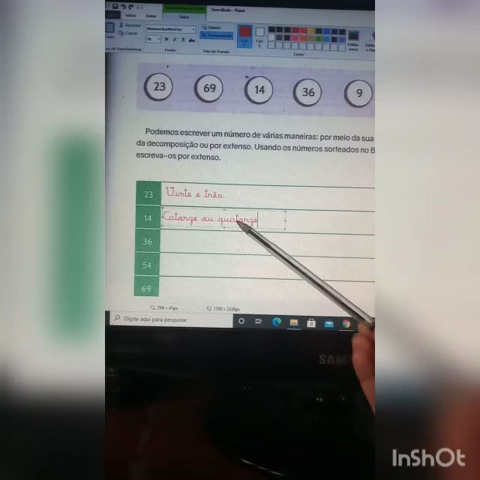 23 69 14 36 9
Podemos escrever um número de várias maneiras: por meio da sua
da decomposição ou por extenso. Usando os números sorteados no B
escreva-os por extenso.
23 Vinte e três.
14 Catorze ou quatorze
36
54
69
Digite aqui para pesquisar
SAMS
InShOt